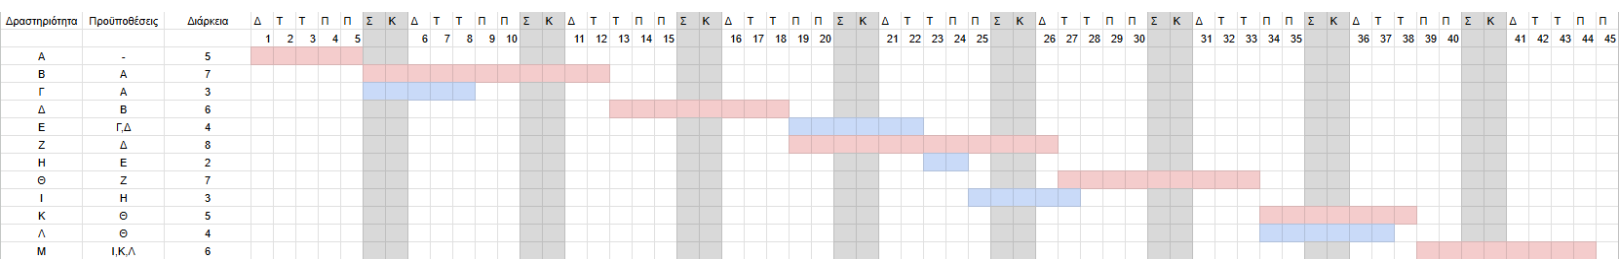 Δραστηριότητα Προϋποθέσεις Διάρκεια Δ Τ Τ Π Π Σ Κ Δ Τ Τ Π Π Σ Κ Δ Τ Τ Π Π Σ Κ Δ Τ Τ Π Π Σ Κ Δ Τ Τ Π Π Σ Κ Δ Τ Τ Π Π Σ Κ Δ Τ Τ Π Π Σ Κ Δ Τ Τ Π Π Σ Κ Δ Τ Τ Π Π
1 2 3 4 5 6 7 8 9 10 11 12 13 14 15 16 17 18 19 20 21 22 23 24 25 26 27 28 29 30 31 32 33 34 35 36 37 38 39 40 41 42 43 44 45
Α - 5
Β Α 7
Γ Α 3
Δ Β 6
Ε Γ,Δ 4
Ζ Δ 8
Η Ε 2
Θ Ζ 7
Ι Η 3
Κ Θ 5
Λ Θ 4
Μ Ι,Κ,Λ 6